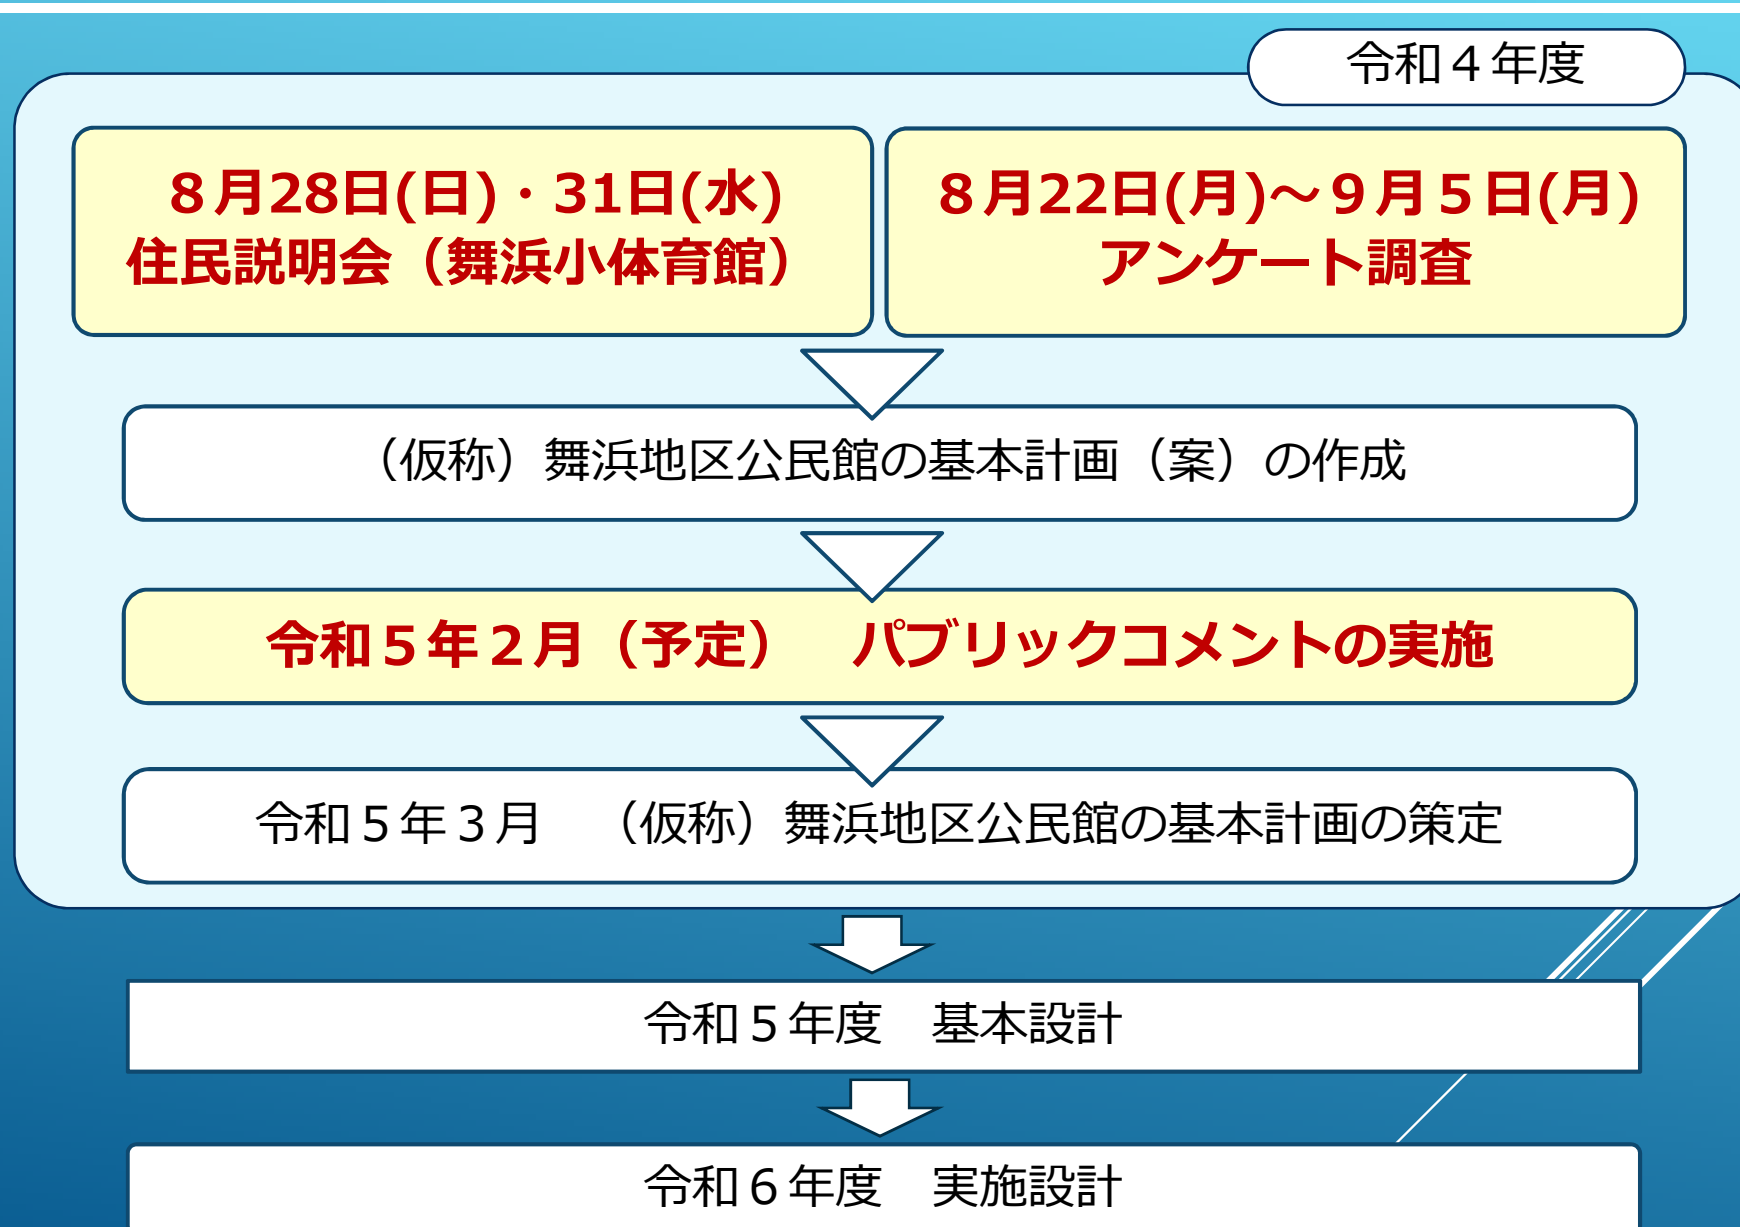 令和４年度
８月28日(日)・31日(水)
住民説明会（舞浜小体育館）
８月22日(月)～９月５日(月)
アンケート調査
（仮称）舞浜地区公民館の基本計画（案）の作成
令和５年２月（予定）　パブリックコメントの実施
令和５年３月　（仮称）舞浜地区公民館の基本計画の策定
令和５年度　基本設計
令和６年度　実施設計